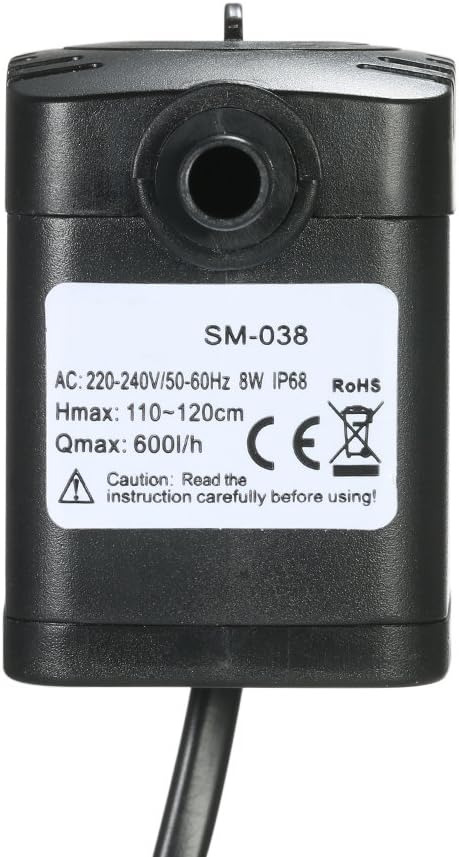 SM-038
AC: 220-240V/50-60Hz 8W IP68
RoHS
Hmax: 110~120cm
Qmax: 600l/h
CE
Caution: Read the
instruction carefully before using!